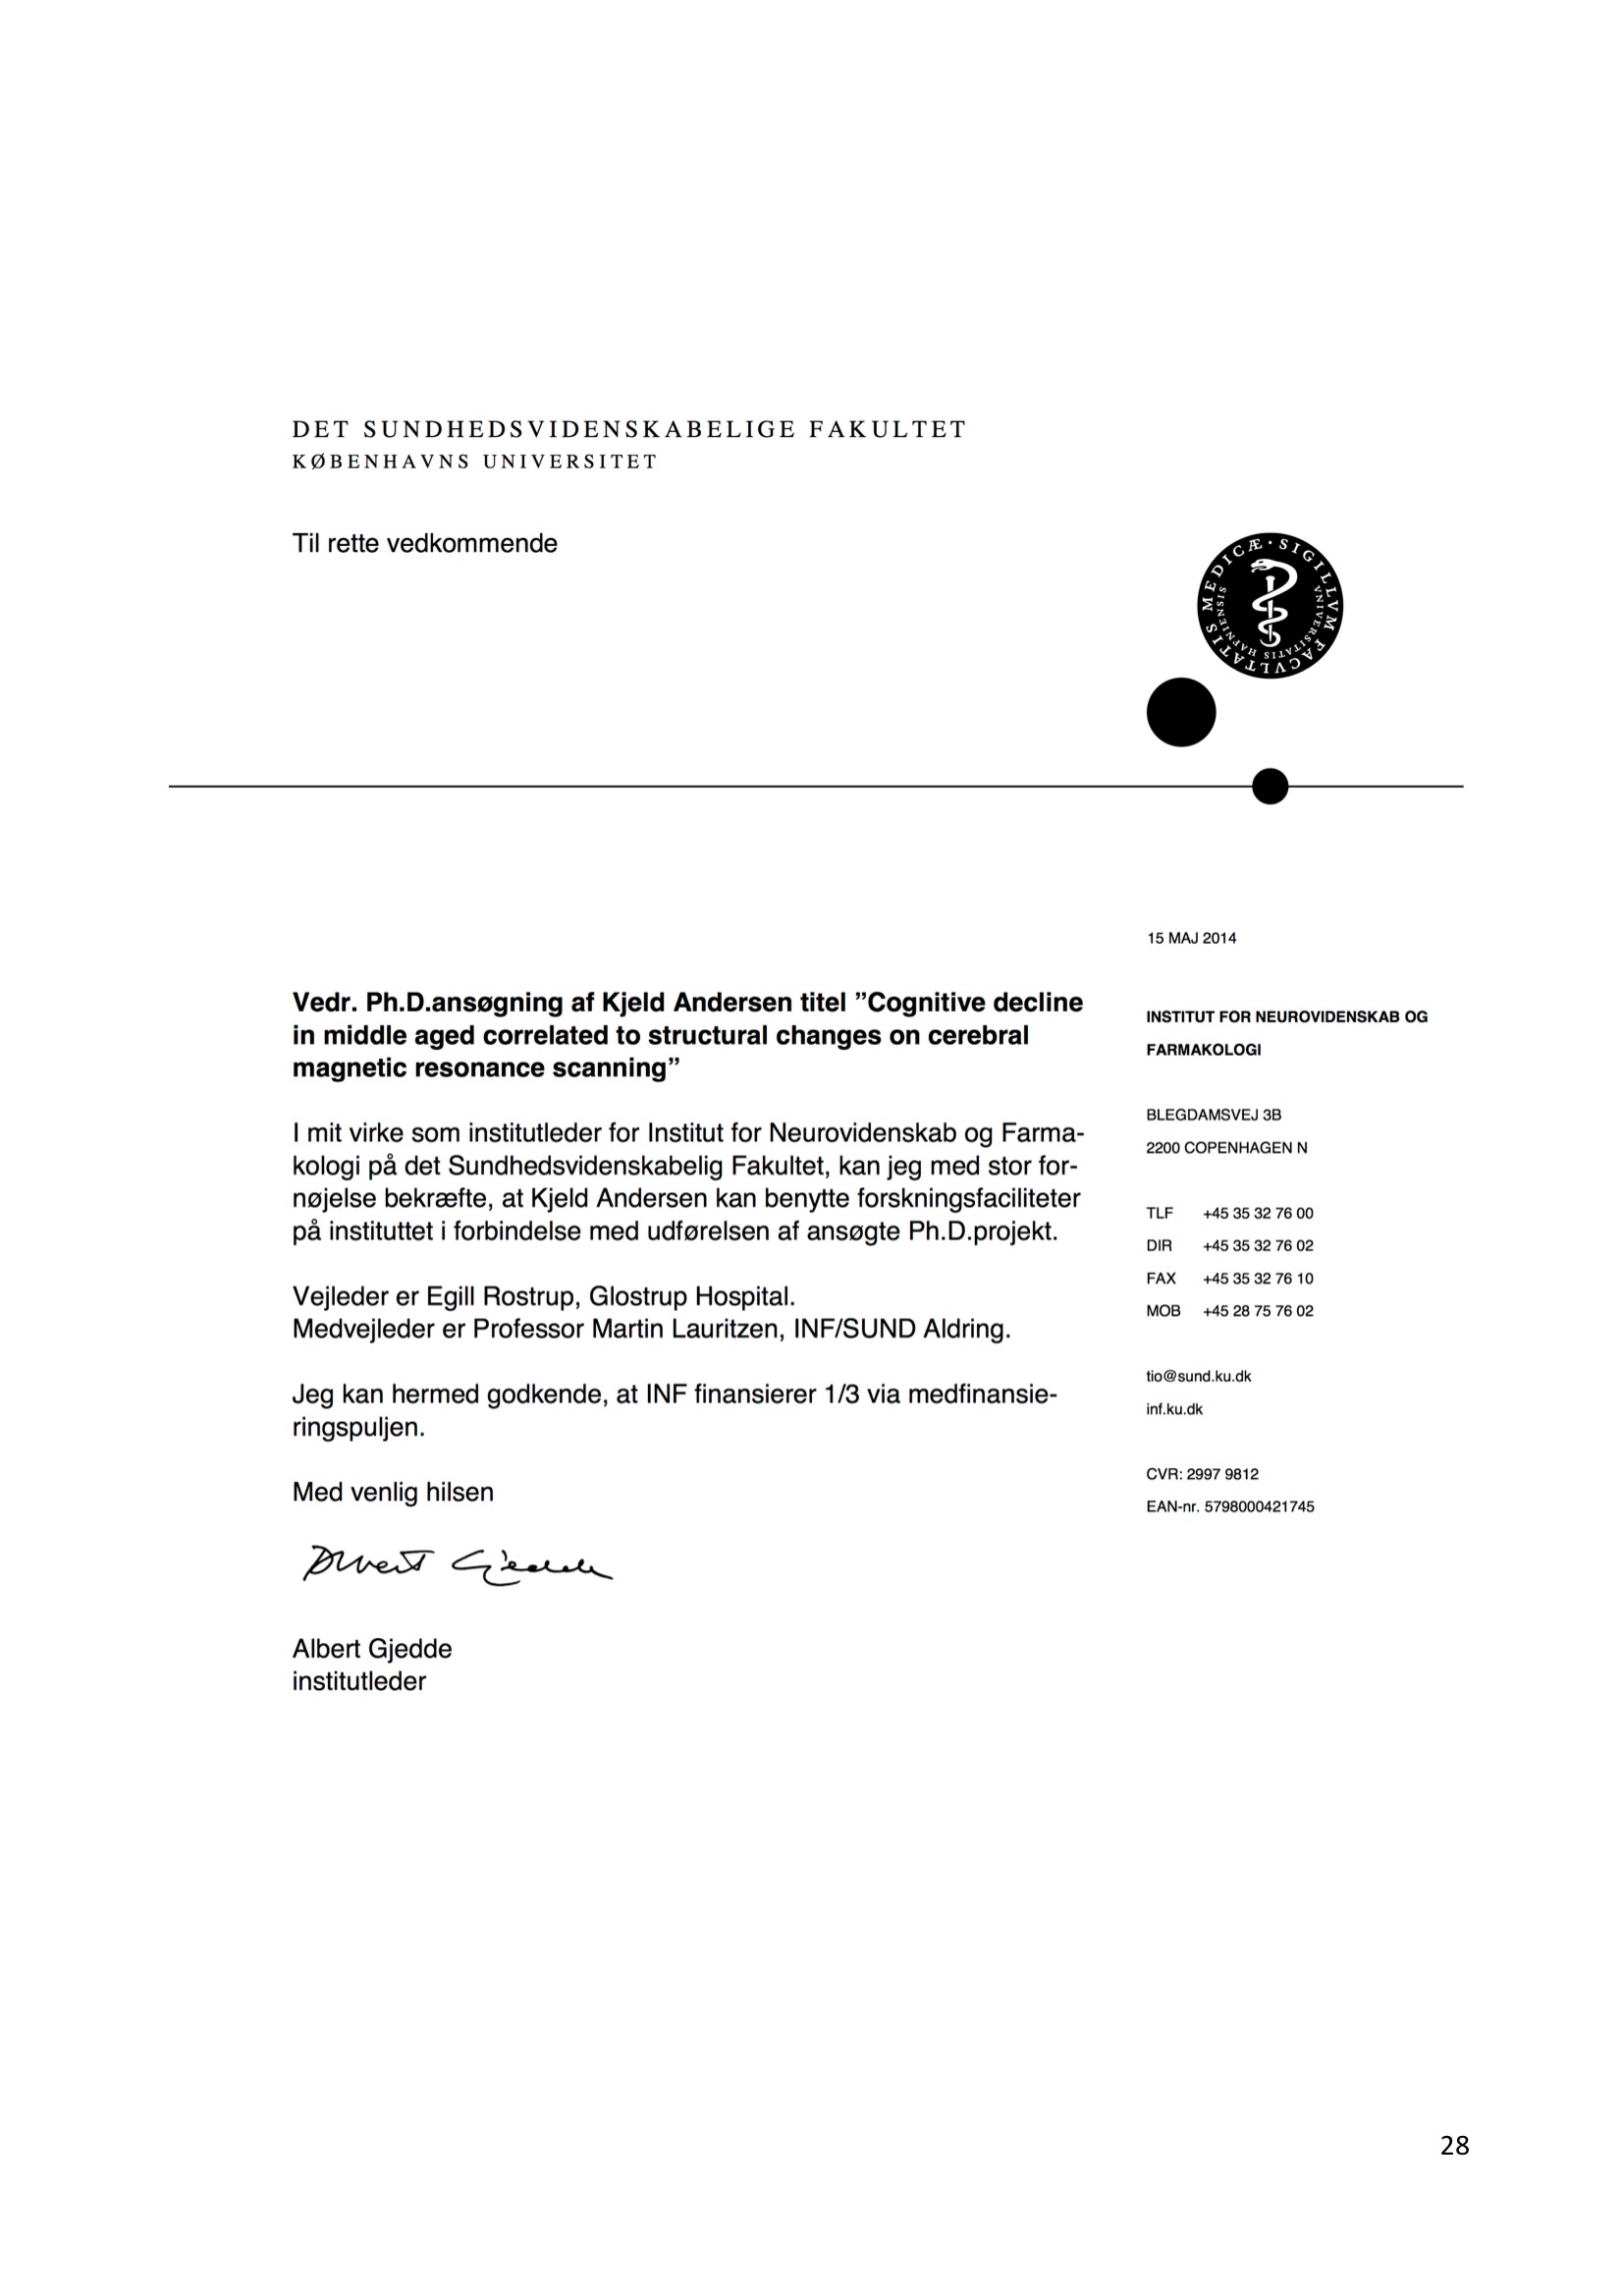 DET SUNDHEDSVIDENSKABELIGE FAKULTET
KØBENHAVNS UNIVERSITET
Til rette vedkommende
SIGILLVM FACVLTATIS MEDICÆ ·
VNIVERSITATIS HAFNIENSIS
15 MAJ 2014
Vedr. Ph.D.ansøgning af Kjeld Andersen titel ”Cognitive decline
in middle aged correlated to structural changes on cerebral
magnetic resonance scanning”
I mit virke som institutleder for Institut for Neurovidenskab og Farma-
kologi på det Sundhedsvidenskabelig Fakultet, kan jeg med stor for-
nøjelse bekræfte, at Kjeld Andersen kan benytte forskningsfaciliteter
på instituttet i forbindelse med udførelsen af ansøgte Ph.D.projekt.
Vejleder er Egill Rostrup, Glostrup Hospital.
Medvejleder er Professor Martin Lauritzen, INF/SUND Aldring.
Jeg kan hermed godkende, at INF finansierer 1/3 via medfinansie-
ringspuljen.
Med venlig hilsen
Albert Gjedde
Albert Gjedde
institutleder
INSTITUT FOR NEUROVIDENSKAB OG
FARMAKOLOGI
BLEGDAMSVEJ 3B
2200 COPENHAGEN N
TLF +45 35 32 76 00
DIR +45 35 32 76 02
FAX +45 35 32 76 10
MOB +45 28 75 76 02
tio@sund.ku.dk
inf.ku.dk
CVR: 2997 9812
EAN-nr. 5798000421745
28